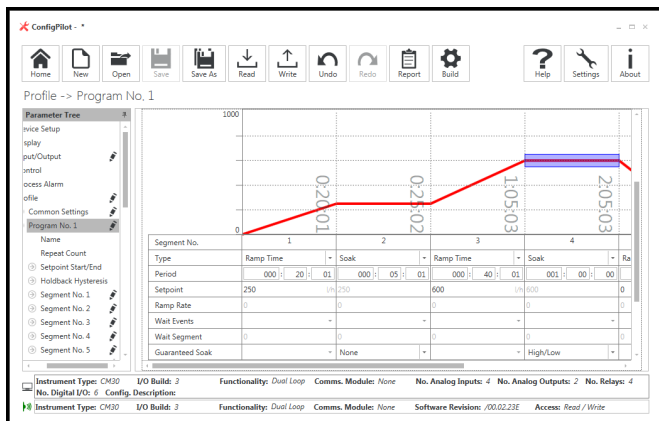 ConfigPilot - *
Home New Open Save Save As Read Write Undo Redo Report Build Help Settings About
Profile -> Program No, 1
Parameter Tree
evice Setup
isplay
put/Output
ontrol
ocess Alarm
ofile
Common Settings
Program No. 1
Name
Repeat Count
Setpoint Start/End
Holdback Hysteresis
Segment No. 1
Segment No. 2
Segment No. 3
Segment No. 4
Segment No. 5
1000
0
0:20:01 0:25:02 1:05:03 2:05:03
Segment No. 1 2 3 4
Type Ramp Time Soak Ramp Time Soak Ra
Period 000 : 20 : 01 000 : 05 : 01 000 : 40 : 01 001 : 00 : 00
Setpoint 250 l/h 250 600 l/h 600 0
Ramp Rate 0 0 0 0 0
Wait Events
Wait Segment 0 0 0 0 0
Guaranteed Soak None High/Low
Instrument Type: CM30 I/O Build: 3 Functionality: Dual Loop Comms. Module: None No. Analog Inputs: 4 No. Analog Outputs: 2 No. Relays: 4
No. Digital I/O: 6 Config. Description:
Instrument Type: CM30 I/O Build: 3 Functionality: Dual Loop Comms. Module: None Software Revision: /00.02.23E Access: Read / Write